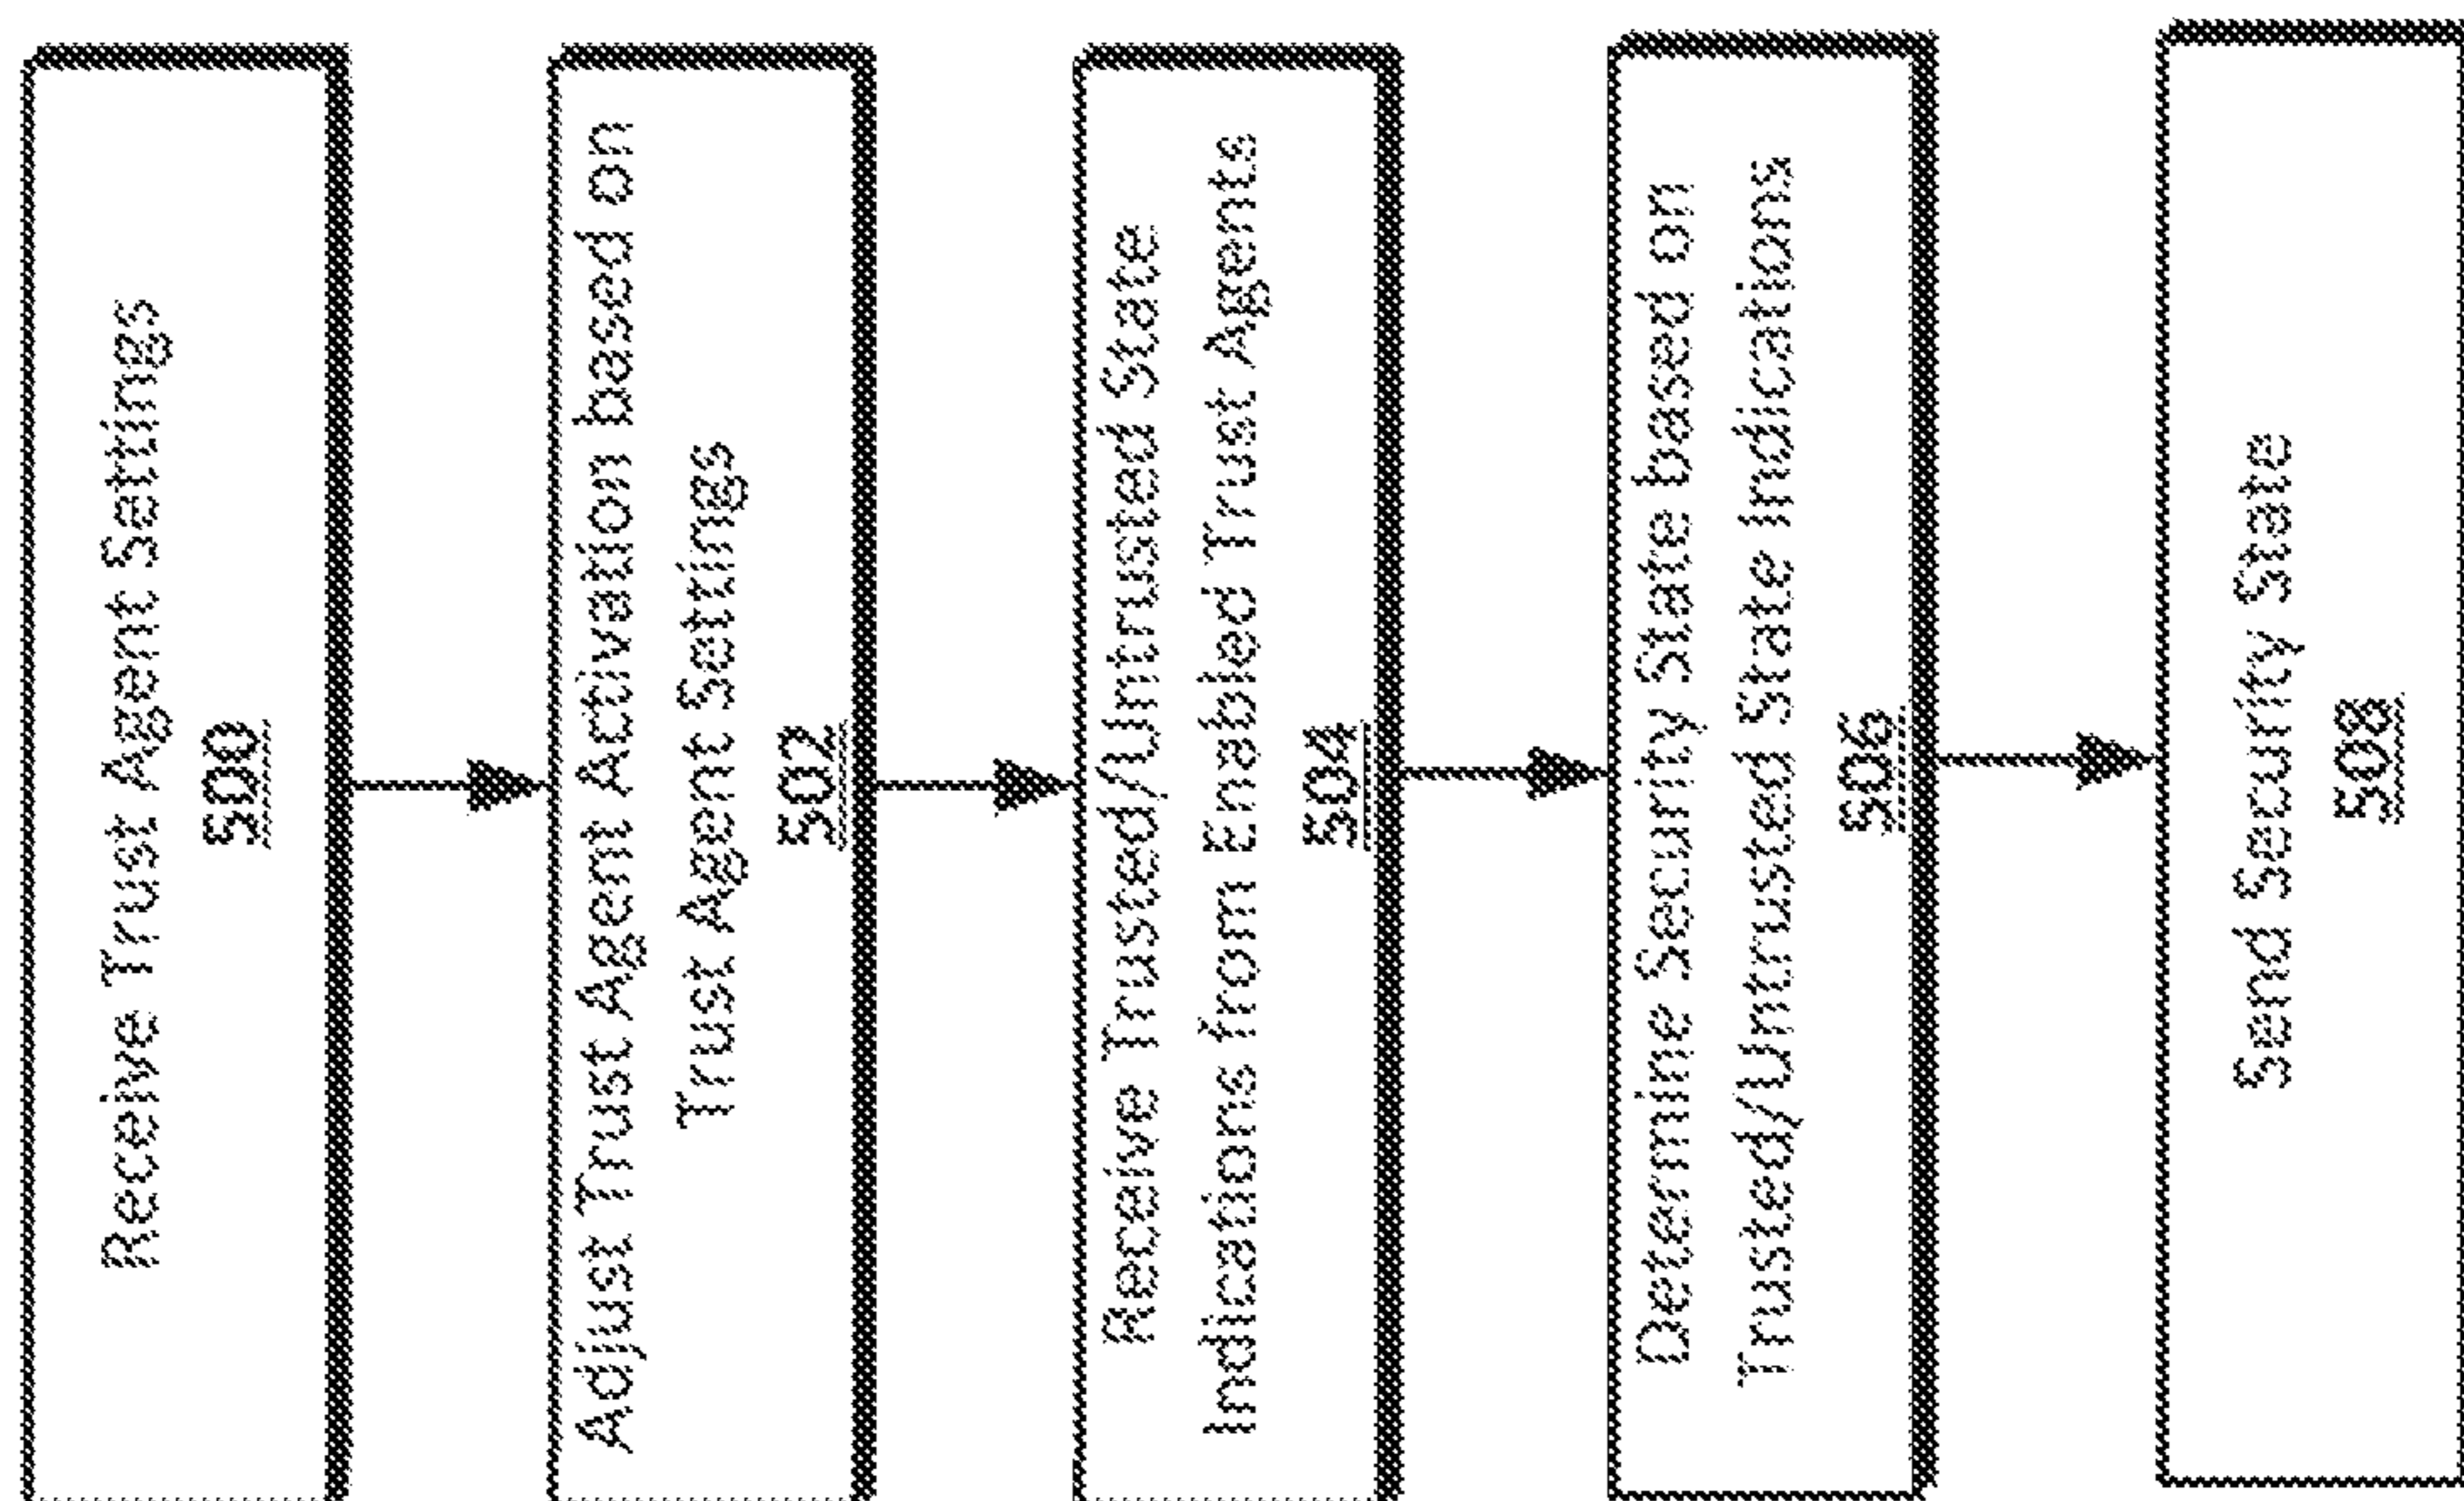 Receive Trust Agent Settings
500
Adjust Trust Agent Activation based on
Trust Agent Settings
502
Receive Trusted/Untrusted State
Indications from Enabled Trust Agents
504
Determine Security State based on
Trusted/Untrusted State Indications
506
Send Security State
508